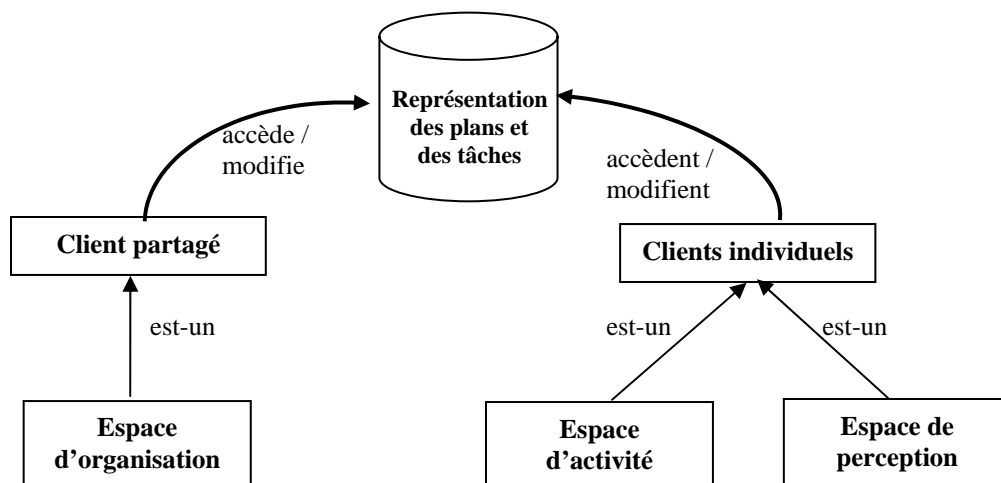 Représentation
des plans et
des tâches
accède /
modifie
accèdent /
modifient
Client partagé
Clients individuels
est-un
est-un
est-un
Espace
d’organisation
Espace
d’activité
Espace de
perception